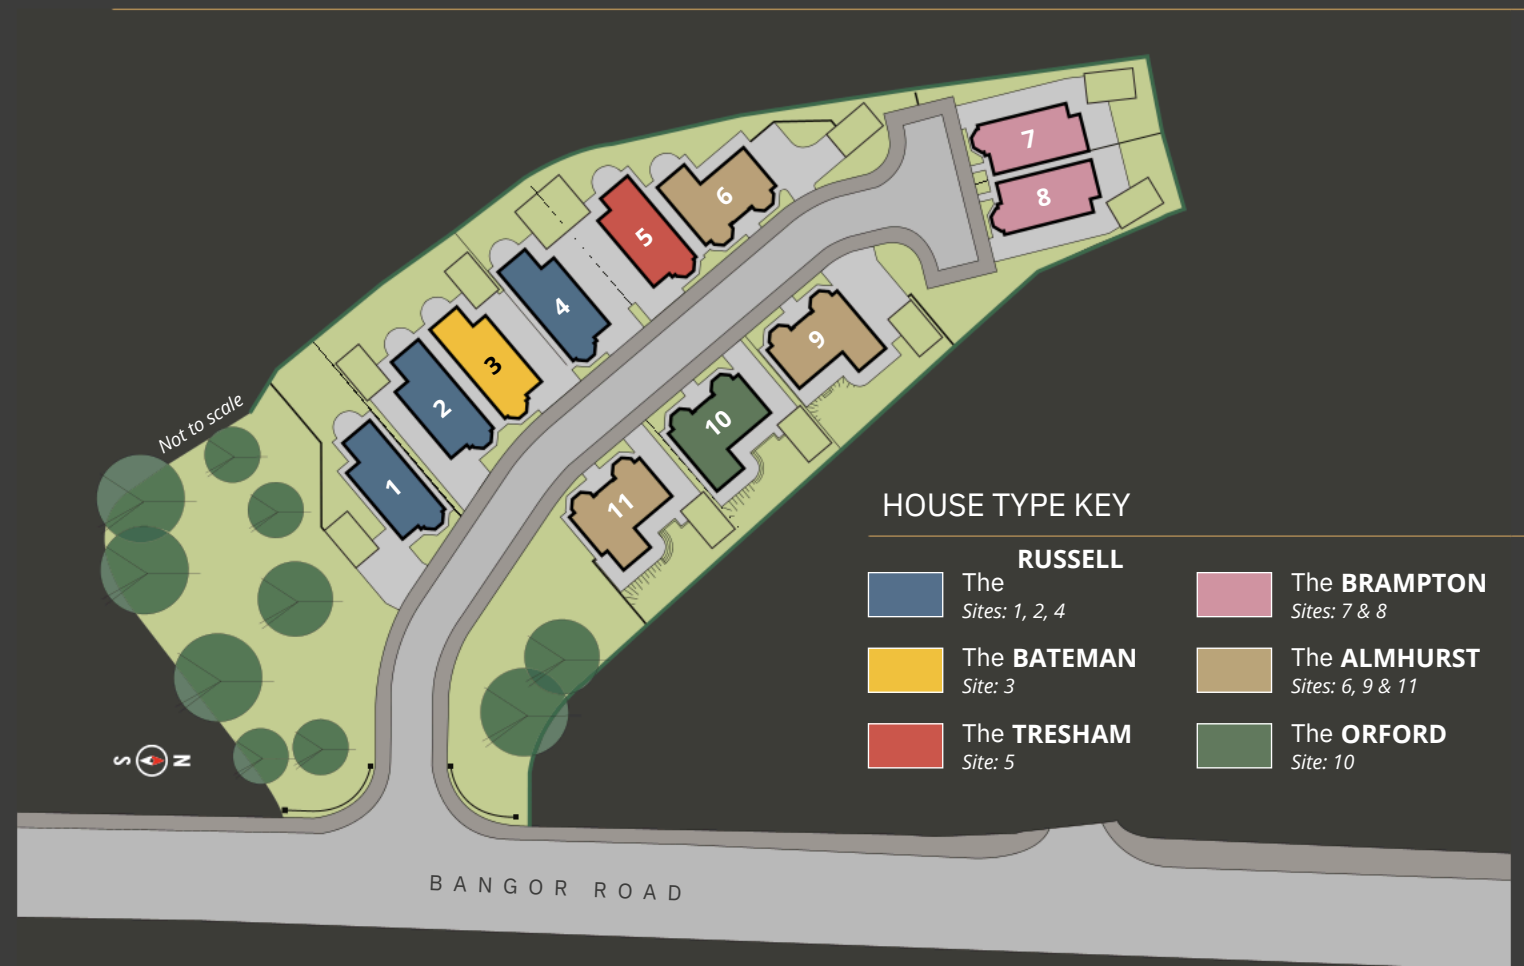 7
8
6
5
4
9
3
2
10
Not to scale
1
11
HOUSE TYPE KEY
The RUSSELL
Sites: 1, 2, 4
The BRAMPTON
Sites: 7 & 8
The BATEMAN
Site: 3
The ALMHURST
Sites: 6, 9 & 11
The TRESHAM
Site: 5
The ORFORD
Site: 10
S N
BANGOR ROAD